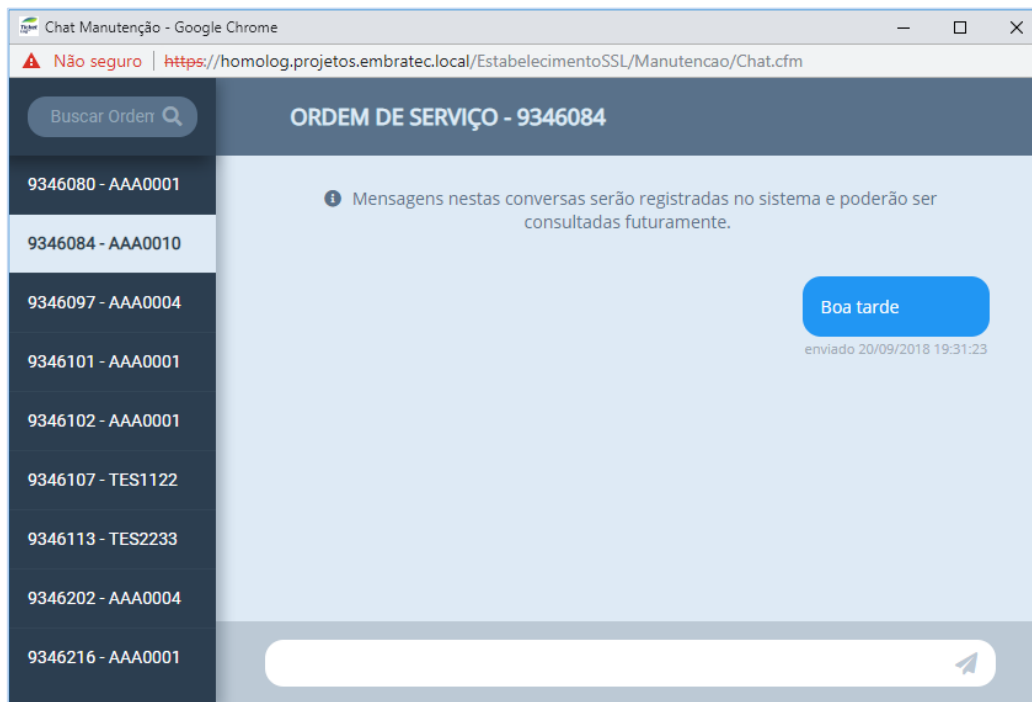 Chat Manutenção - Google Chrome
Não seguro | https://homolog.projetos.embratec.local/EstabelecimentoSSL/Manutencao/Chat.cfm
Buscar Orden
ORDEM DE SERVIÇO - 9346084
9346080 - AAA0001
9346084 - AAA0010
9346097 - AAA0004
9346101 - AAA0001
9346102 - AAA0001
9346107 - TES1122
9346113 - TES2233
9346202 - AAA0004
9346216 - AAA0001
Mensagens nestas conversas serão registradas no sistema e poderão ser
consultadas futuramente.
Boa tarde
enviado 20/09/2018 19:31:23